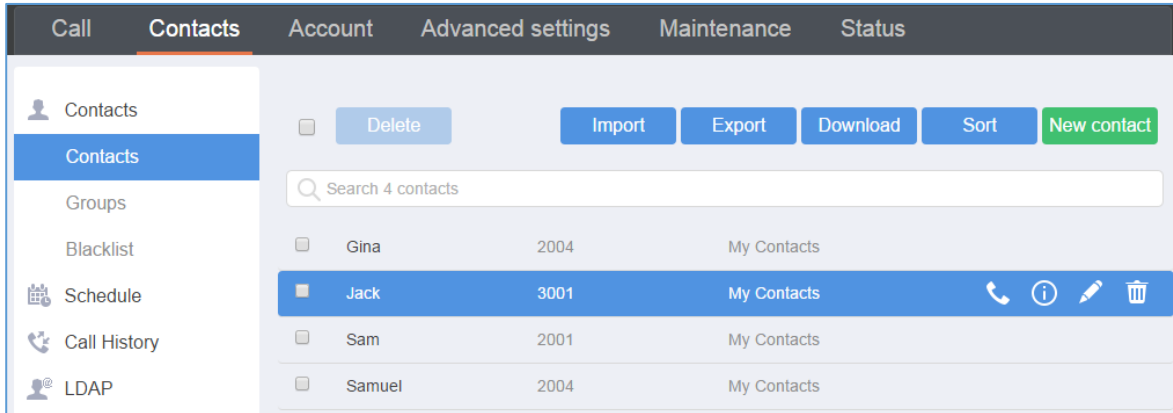 Call Contacts Account Advanced settings Maintenance Status
Contacts
Contacts
Groups
Blacklist
Schedule
Call History
LDAP
Delete Import Export Download Sort New contact
Search 4 contacts
Gina 2004 My Contacts
Jack 3001 My Contacts
Sam 2001 My Contacts
Samuel 2004 My Contacts